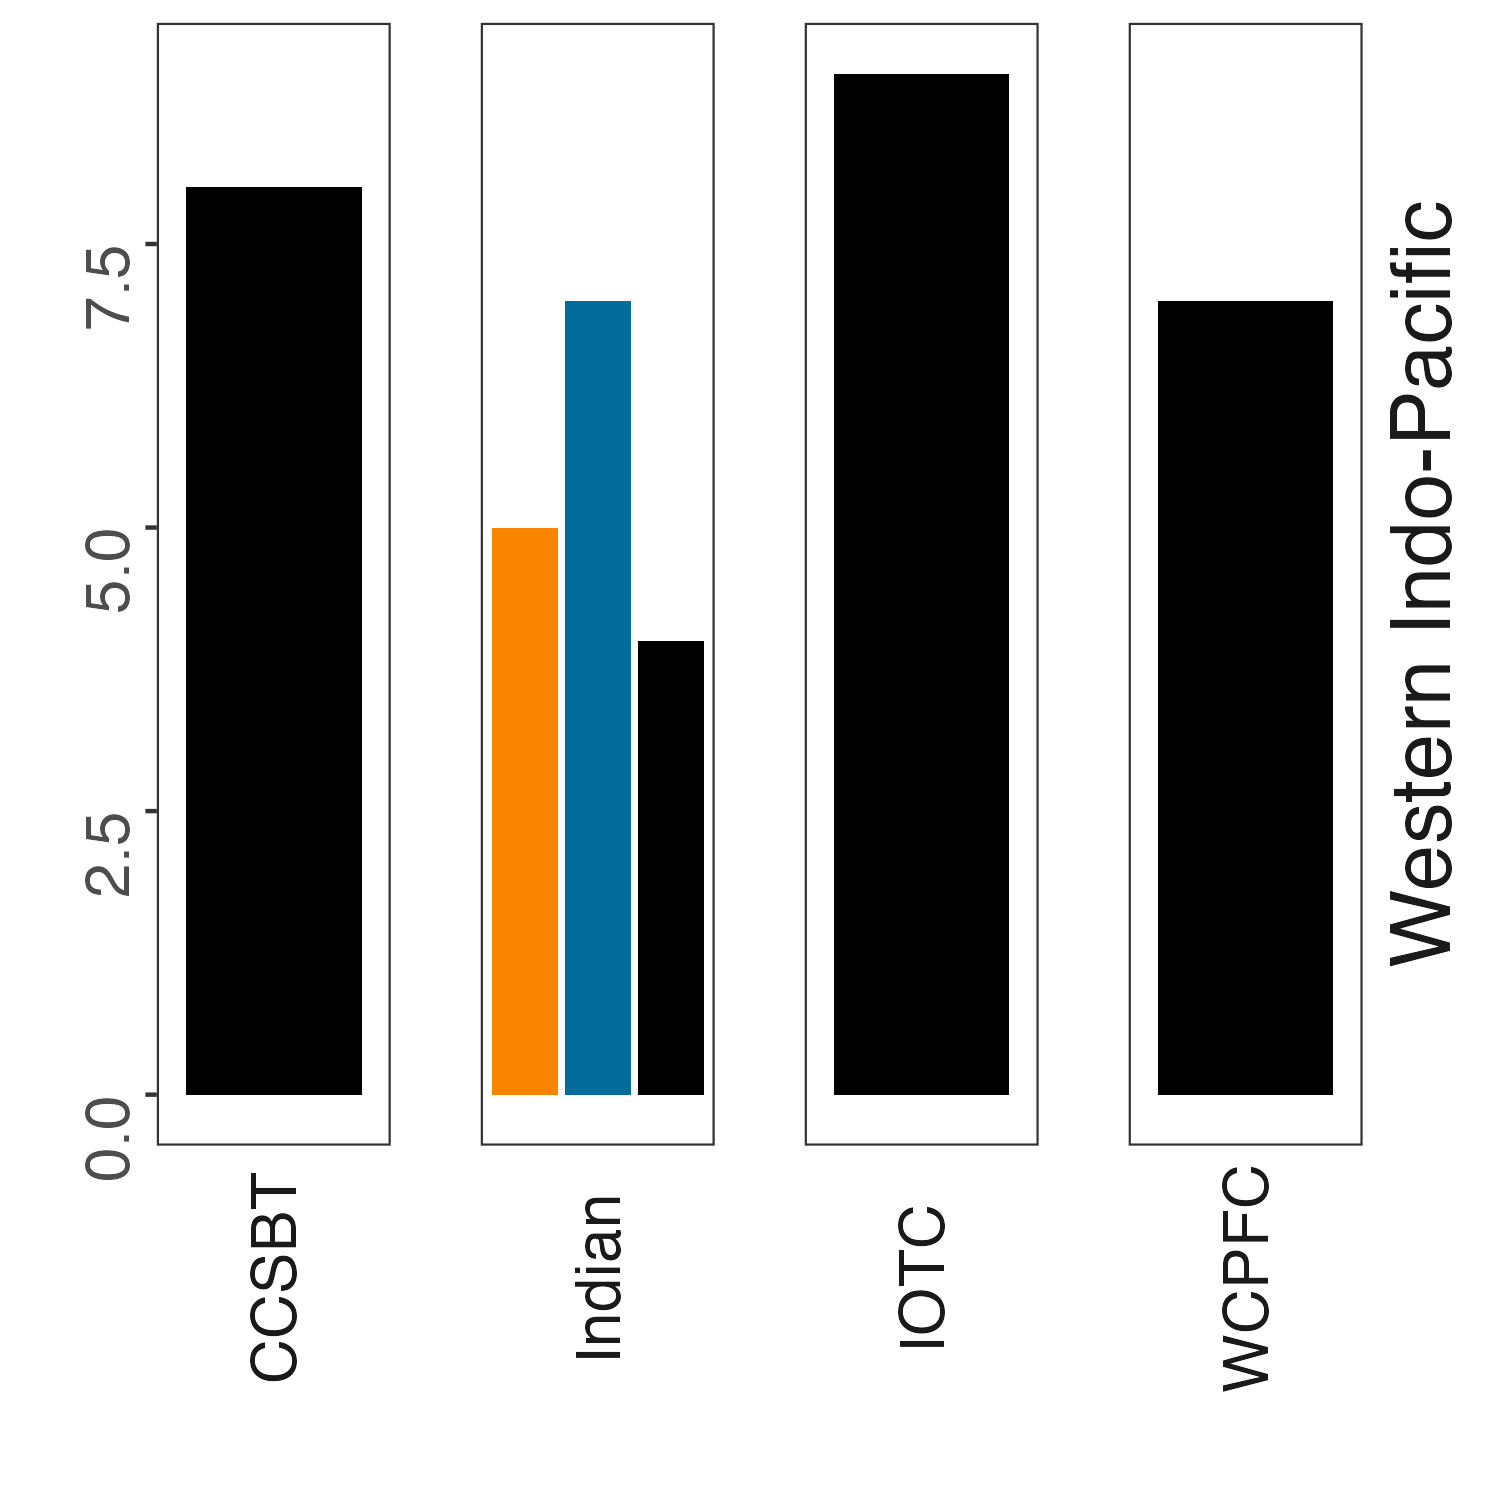 7.5
5.0
2.5
0.0
CCSBT
Indian
IOTC
WCPFC
Western Indo-Pacific